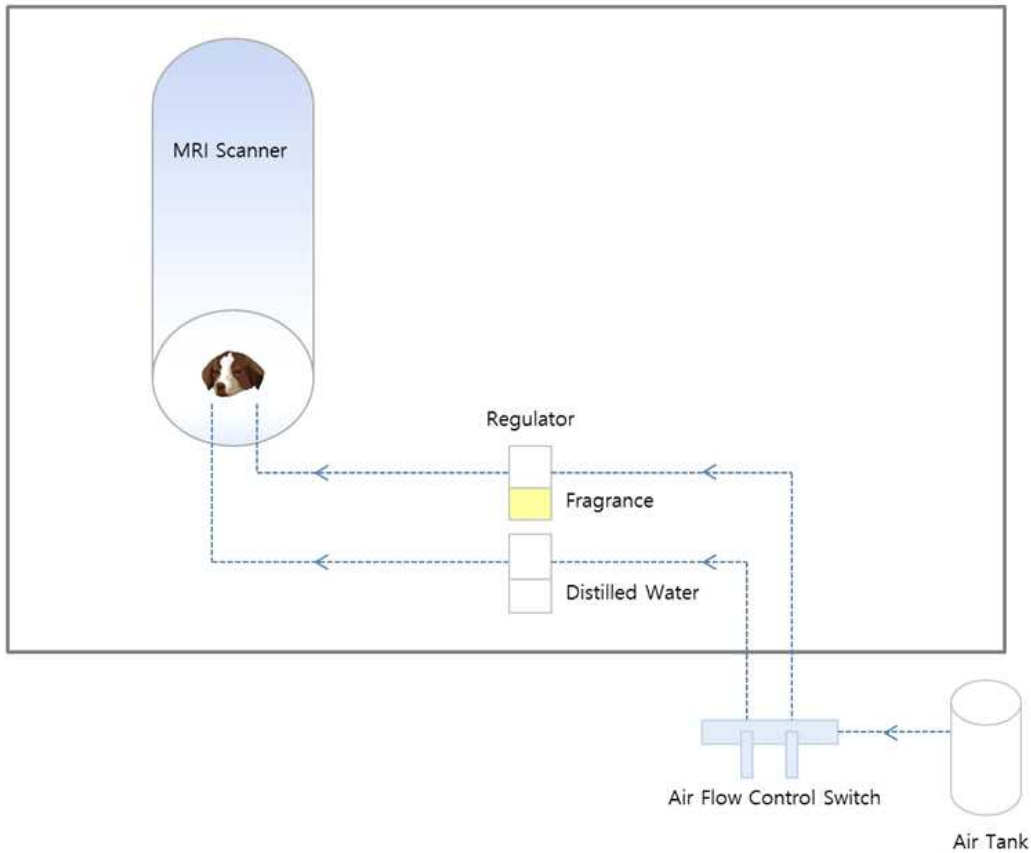 MRI Scanner
Regulator
Fragrance
Distilled Water
Air Flow Control Switch
Air Tank